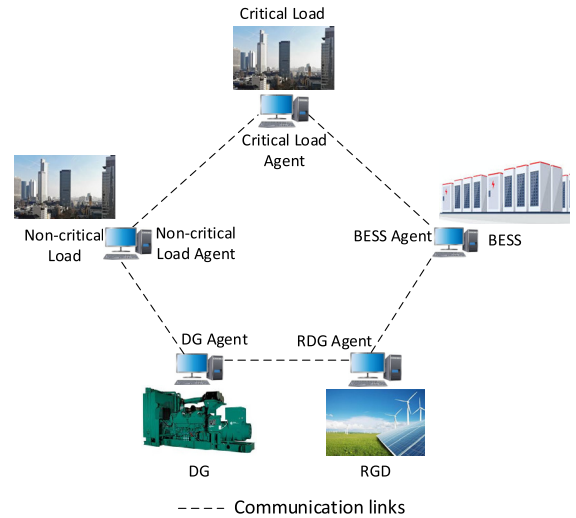 Critical Load
Critical Load
Agent
Non-critical
Load
Non-critical
Load Agent
BESS Agent
BESS
DG Agent
RDG Agent
DG
RGD
Communication links